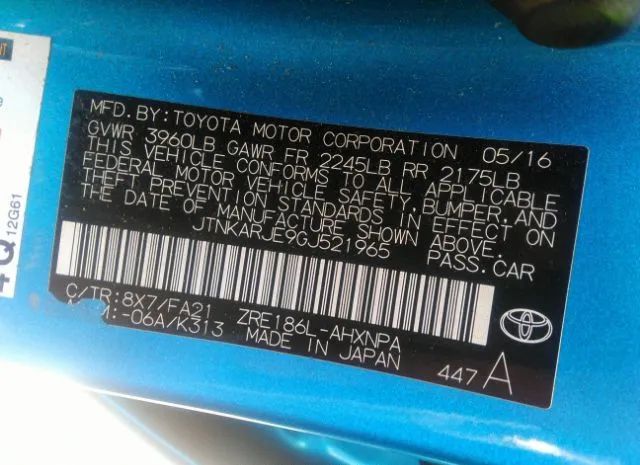 MFD.BY:TOYOTA MOTOR CORPORATION 05/16
GVWR 3960LB GAWR FR 2245LB RR 2175LB
THIS VEHICLE CONFORMS TO ALL APPLICABLE
FEDERAL MOTOR VEHICLE SAFETY,BUMPER,AND
THEFT PREVENTION STANDARDS IN EFFECT ON
THE DATE OF MANUFACTURE SHOWN ABOVE.
JTNKARJE9GJ521965 PASS.CAR
C/TR:8X7/FA21 ZRE186L-AHXNPA
M:-06A/K313 MADE IN JAPAN
447 A
Q 12G61